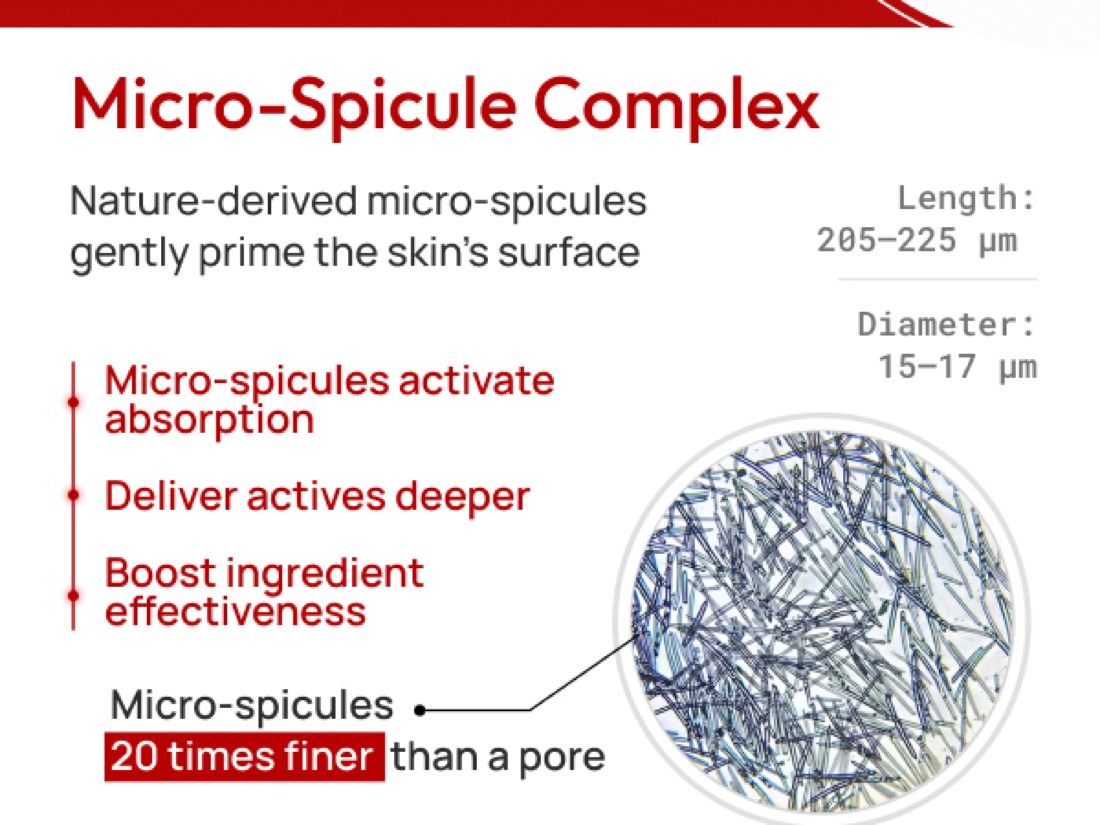 Micro-Spicule Complex
Nature-derived micro-spicules
gently prime the skin's surface
Length:
205–225 µm
Diameter:
15–17 µm
Micro-spicules activate
absorption
Deliver actives deeper
Boost ingredient
effectiveness
Micro-spicules
20 times finer than a pore